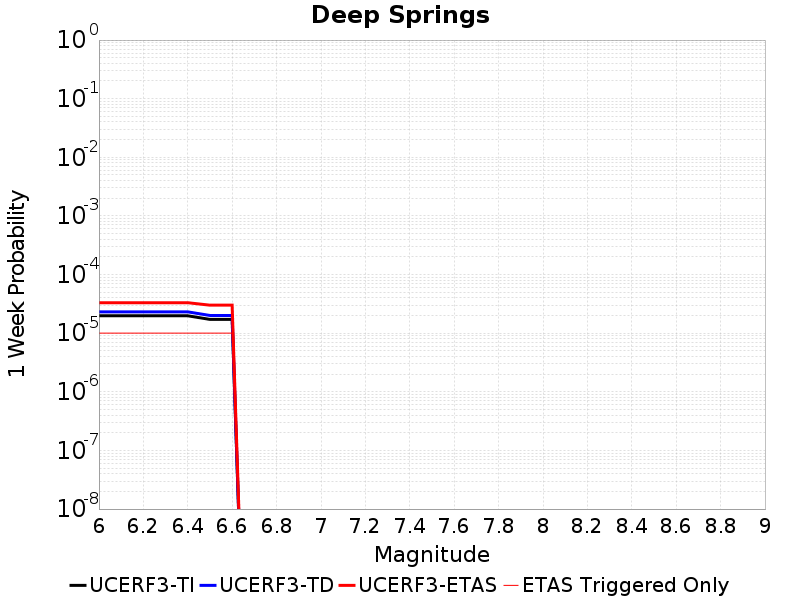 Deep Springs
10^0
10^-1
10^-2
10^-3
10^-4
10^-5
10^-6
10^-7
10^-8
1 Week Probability
6 6.2 6.4 6.6 6.8 7 7.2 7.4 7.6 7.8 8 8.2 8.4 8.6 8.8 9
Magnitude
UCERF3-TI UCERF3-TD UCERF3-ETAS ETAS Triggered Only